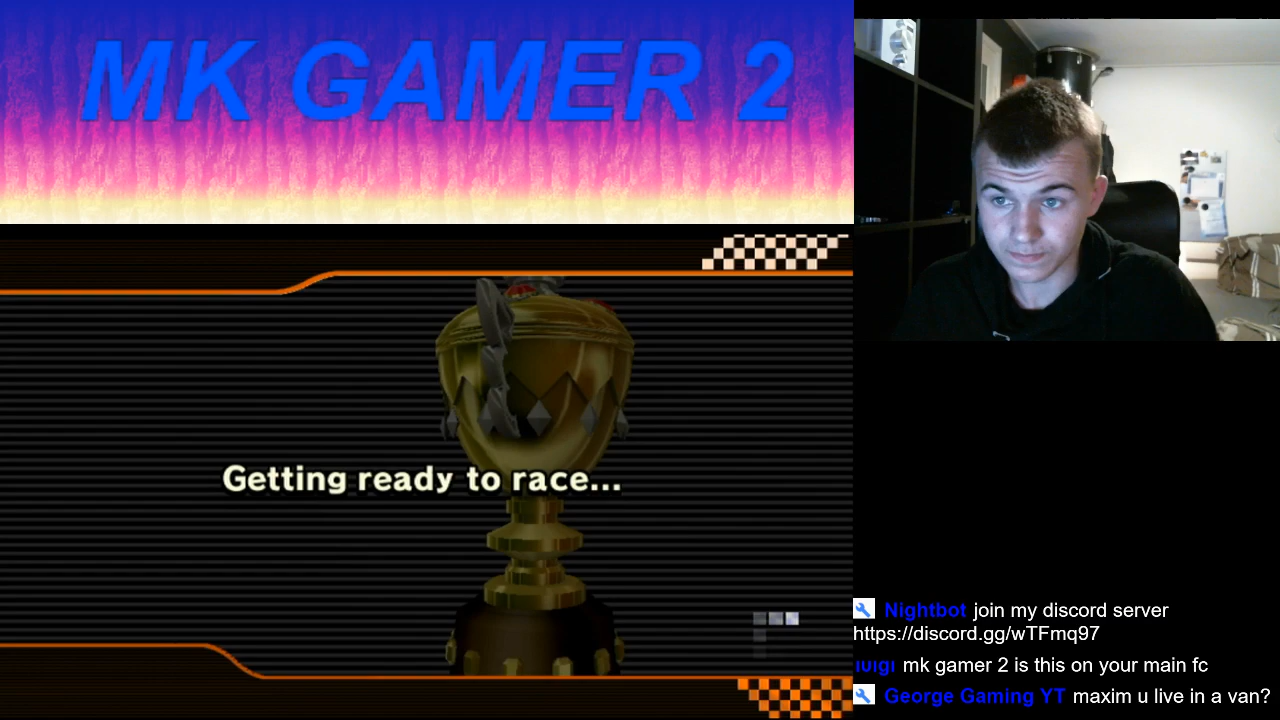 MK GAMER 2
Getting ready to race...
Nightbot join my discord server
https://discord.gg/wTFmq97
mk gamer 2 is this on your main fc
George Gaming YT maxim u live in a van?